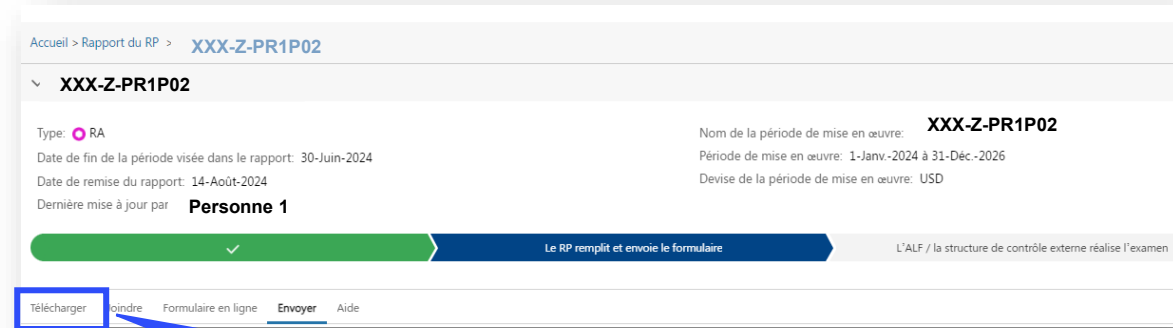 Accueil > Rapport du RP > XXX-Z-PR1P02
XXX-Z-PR1P02
Type: RA
Date de fin de la période visée dans le rapport: 30-Juin-2024
Date de remise du rapport: 14-Août-2024
Dernière mise à jour par Personne 1
Nom de la période de mise en œuvre: XXX-Z-PR1P02
Période de mise en œuvre: 1-Janv.-2024 à 31-Déc.-2026
Devise de la période de mise en œuvre: USD
Le RP remplit et envoie le formulaire
L'ALF / la structure de contrôle externe réalise l'examen
Télécharger oindre Formulaire en ligne Envoyer Aide